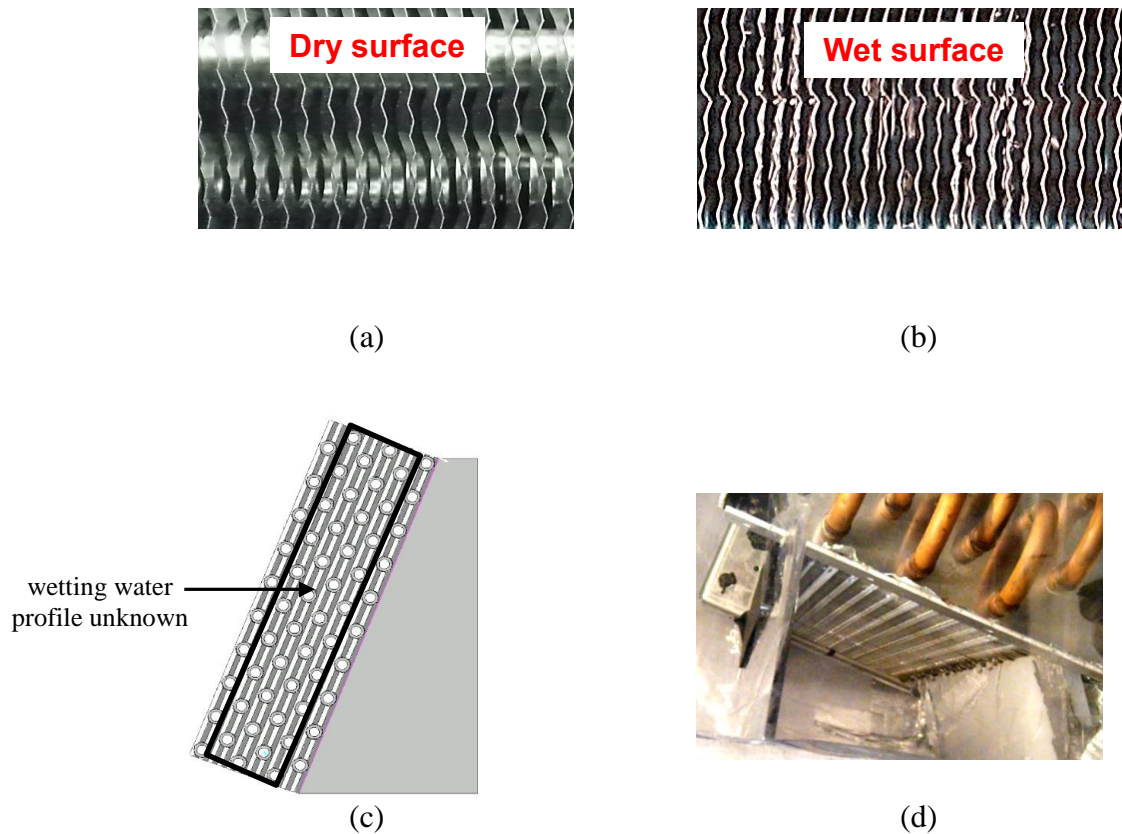 Dry surface
Wet surface
(a)
(b)
wetting water
profile unknown
(c)
(d)